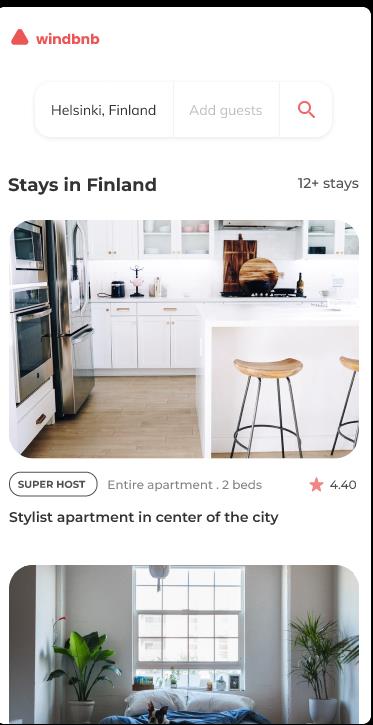 windbnb
Helsinki, Finland Add guests
Stays in Finland 12+ stays
SUPER HOST Entire apartment . 2 beds 4.40
Stylist apartment in center of the city